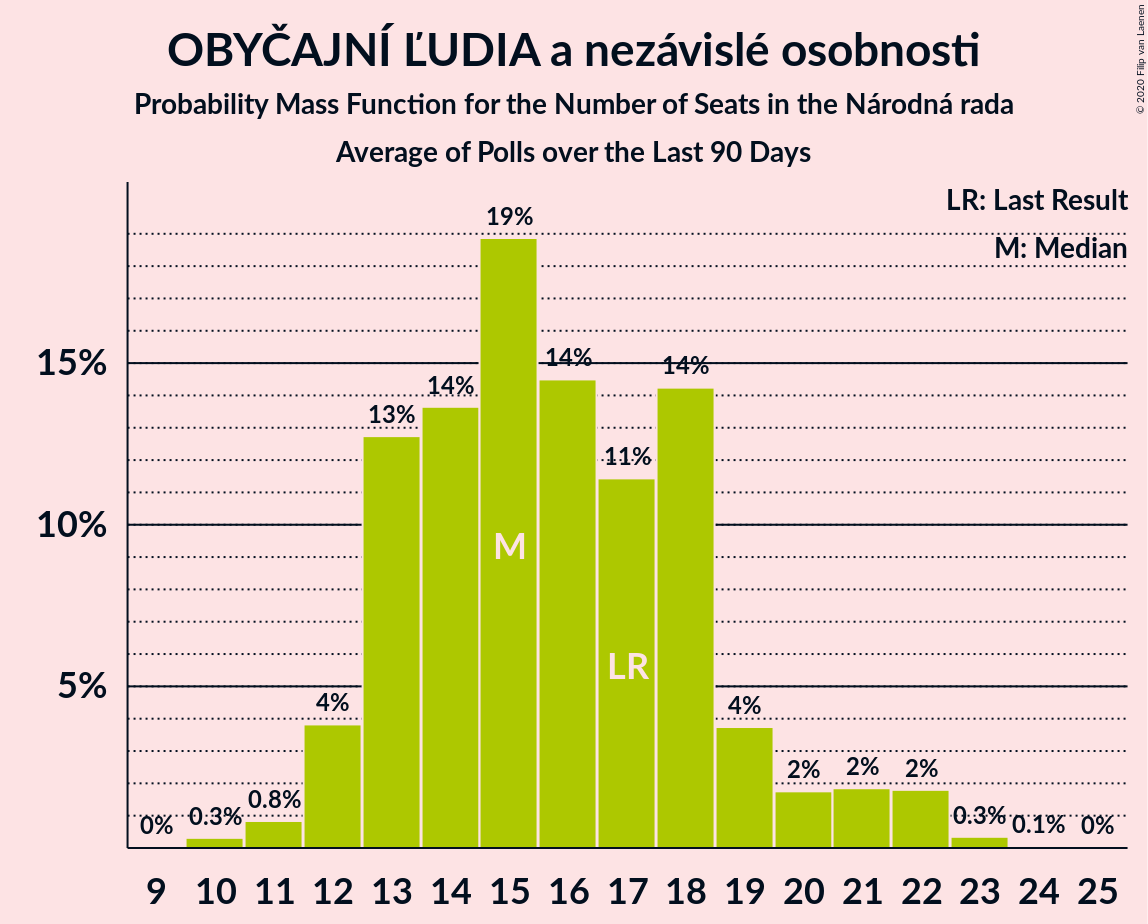 OBYČAJNÍ ĽUDIA a nezávislé osobnosti
Probability Mass Function for the Number of Seats in the Národná rada
Average of Polls over the Last 90 Days
© 2020 Filip van Laenen
LR: Last Result
M: Median
15%
10%
5%
0%
0.3%
0.8%
4%
13%
14%
19%
14%
11%
14%
4%
2%
2%
2%
0.3%
0.1%
0%
M
LR
9 10 11 12 13 14 15 16 17 18 19 20 21 22 23 24 25